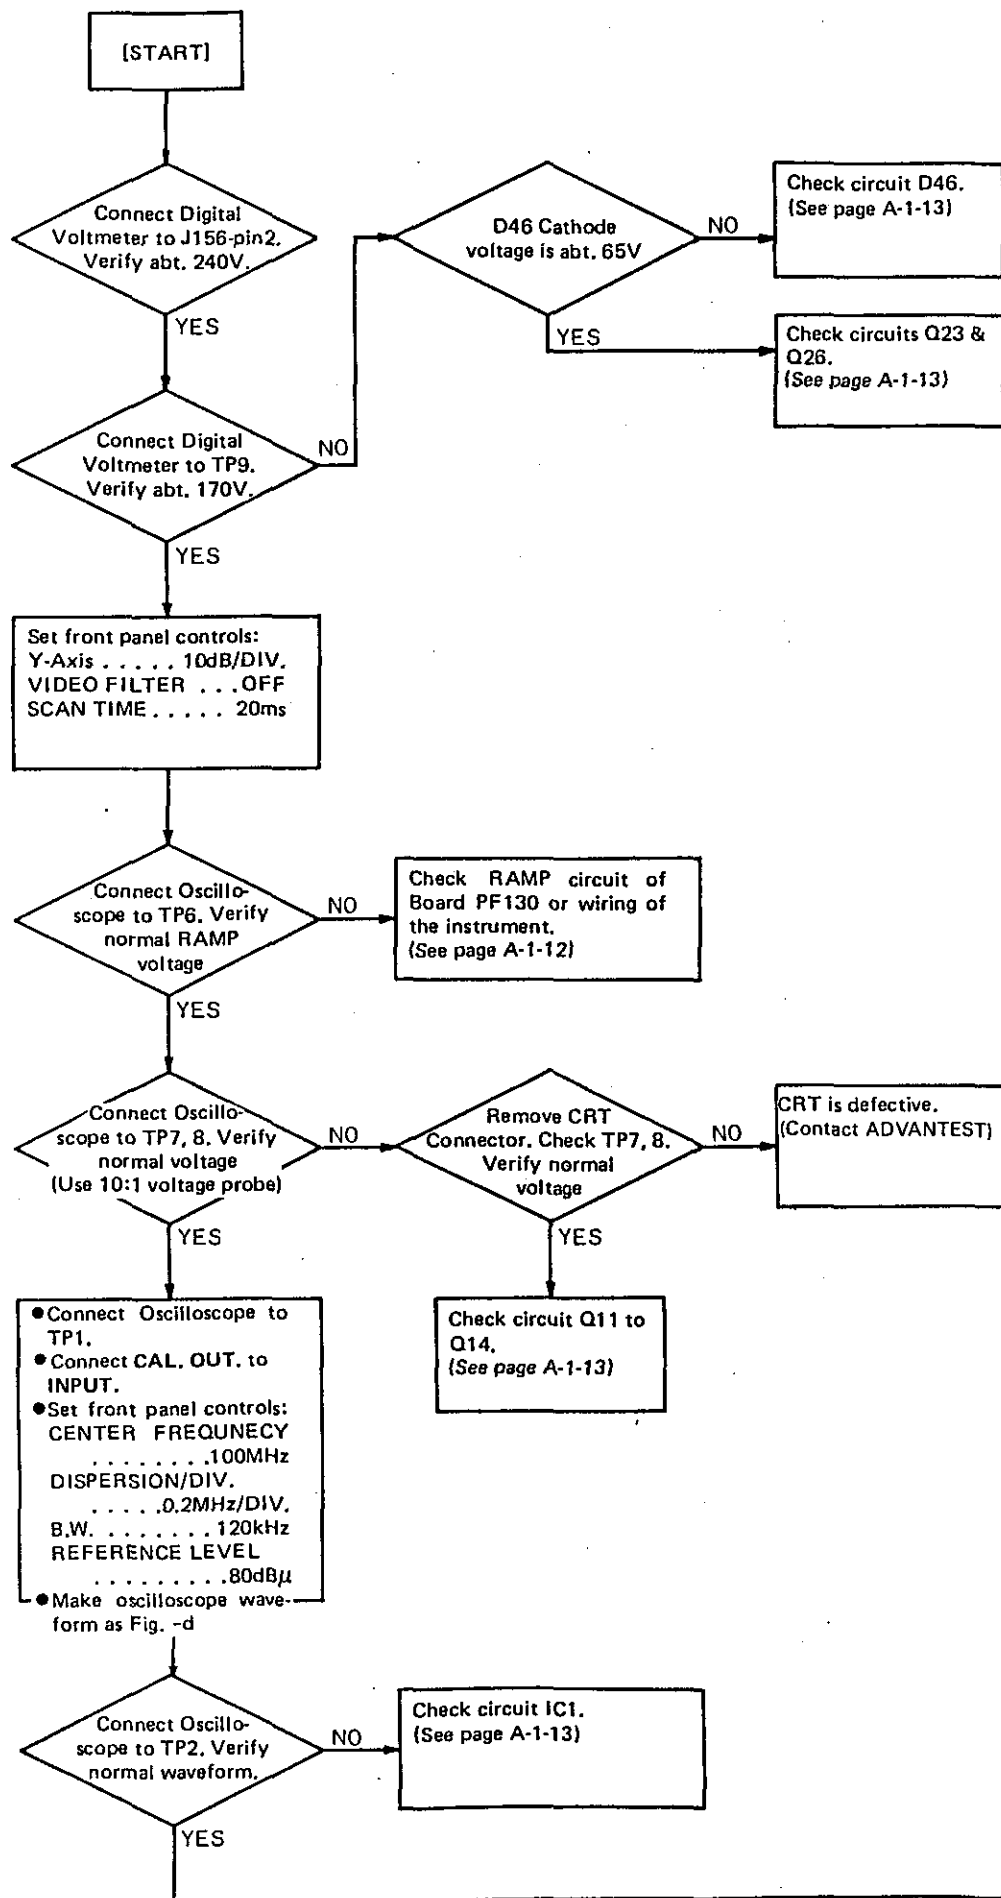 [START]
Connect Digital
Voltmeter to J156-pin2.
Verify abt. 240V.
YES
D46 Cathode
voltage is abt. 65V
NO
Check circuit D46.
(See page A-1-13)
YES
Check circuits Q23 &
Q26.
(See page A-1-13)
Connect Digital
Voltmeter to TP9.
Verify abt. 170V.
NO
YES
Set front panel controls:
Y-Axis . . . . . 10dB/DIV.
VIDEO FILTER . . .OFF
SCAN TIME . . . . . 20ms
Connect Oscillo-
scope to TP6. Verify
normal RAMP
voltage
NO
Check RAMP circuit of
Board PF130 or wiring of
the instrument.
(See page A-1-12)
YES
Connect Oscillo-
scope to TP7, 8. Verify
normal voltage
(Use 10:1 voltage probe)
NO
Remove CRT
Connector. Check TP7, 8.
Verify normal
voltage
NO
CRT is defective.
(Contact ADVANTEST)
YES
YES
Check circuit Q11 to
Q14.
(See page A-1-13)
●Connect Oscilloscope to
TP1.
●Connect CAL. OUT. to
INPUT.
●Set front panel controls:
CENTER FREQUNECY
. . . . . . . .100MHz
DISPERSION/DIV.
. . . . .0.2MHz/DIV.
B.W. . . . . . . . 120kHz
REFERENCE LEVEL
. . . . . . . . .80dBμ
●Make oscilloscope wave-
form as Fig. -d
Connect Oscillo-
scope to TP2. Verify
normal waveform.
NO
Check circuit IC1.
(See page A-1-13)
YES